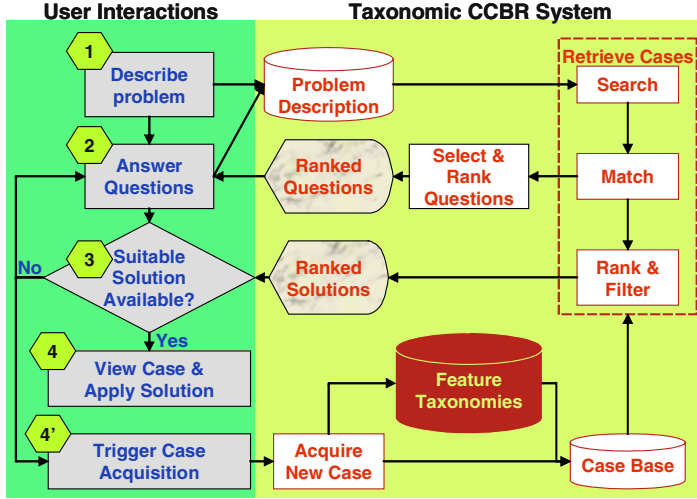 User Interactions
Taxonomic CCBR System
1
Describe
problem
Problem
Description
Retrieve Cases
Search
2
Answer
Questions
Ranked
Questions
Select &
Rank
Questions
Match
No
3
Suitable
Solution
Available?
Ranked
Solutions
Rank &
Filter
Yes
4
View Case &
Apply Solution
Feature
Taxonomies
4'
Trigger Case
Acquisition
Acquire
New Case
Case Base